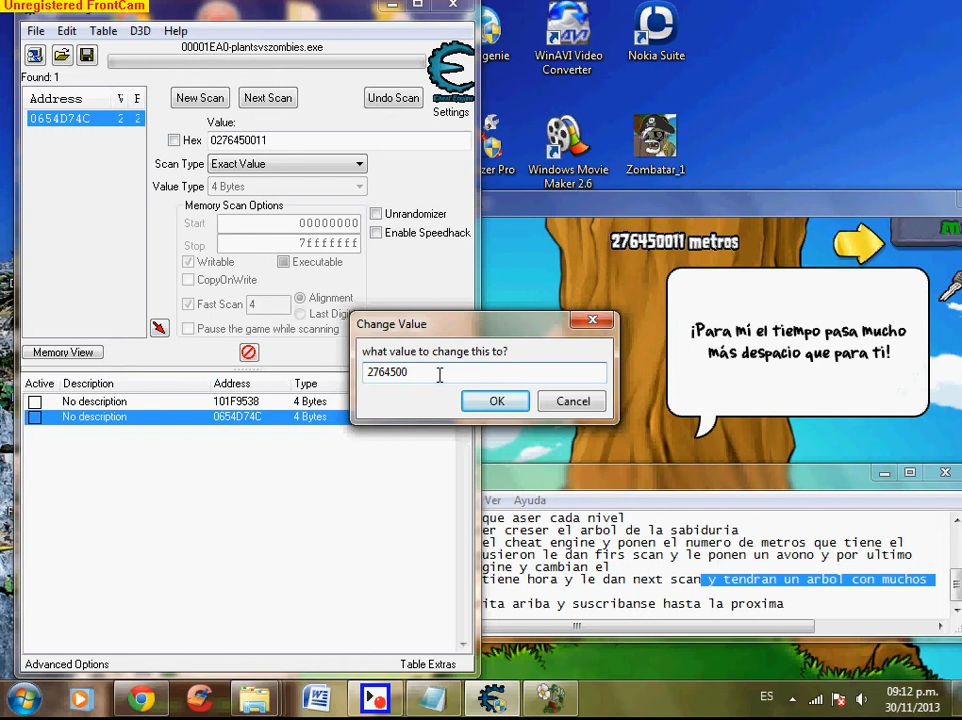 Unregistered FrontCam
File Edit Table D3D Help
00001EA0-plantsvszombies.exe
Found: 1
Address V F
0654D74C 2 2
New Scan Next Scan Undo Scan
Settings
Value:
Hex 0276450011
Scan Type Exact Value
Value Type 4 Bytes
Memory Scan Options
Start 00000000
Stop 7fffffff
Writable Executable
CopyOnWrite
Fast Scan 4 Alignment
Last Digit
Pause the game while scanning
Unrandomizer
Enable Speedhack
Memory View
Active Description Address Type
No description 101F9538 4 Bytes
No description 0654D74C 4 Bytes
Advanced Options Table Extras
Change Value
what value to change this to?
2764500
OK Cancel
enie
WinAVI Video
Converter
Nokia Suite
zer Pro
Windows Movie
Maker 2.6
Zombatar_1
276450011 metros
¡Para mí el tiempo pasa mucho
más despacio que para ti!
Ver Ayuda
que aser cada nivel
er creser el arbol de la sabiduria
el cheat engine y ponen el numero de metros que tiene el
usieron le dan firs scan y le ponen un avono y por ultimo
gine y cambian el
tiene hora y le dan next scan y tendran un arbol con muchos
ita ariba y suscribanse hasta la proxima
ES 09:12 p.m.
30/11/2013